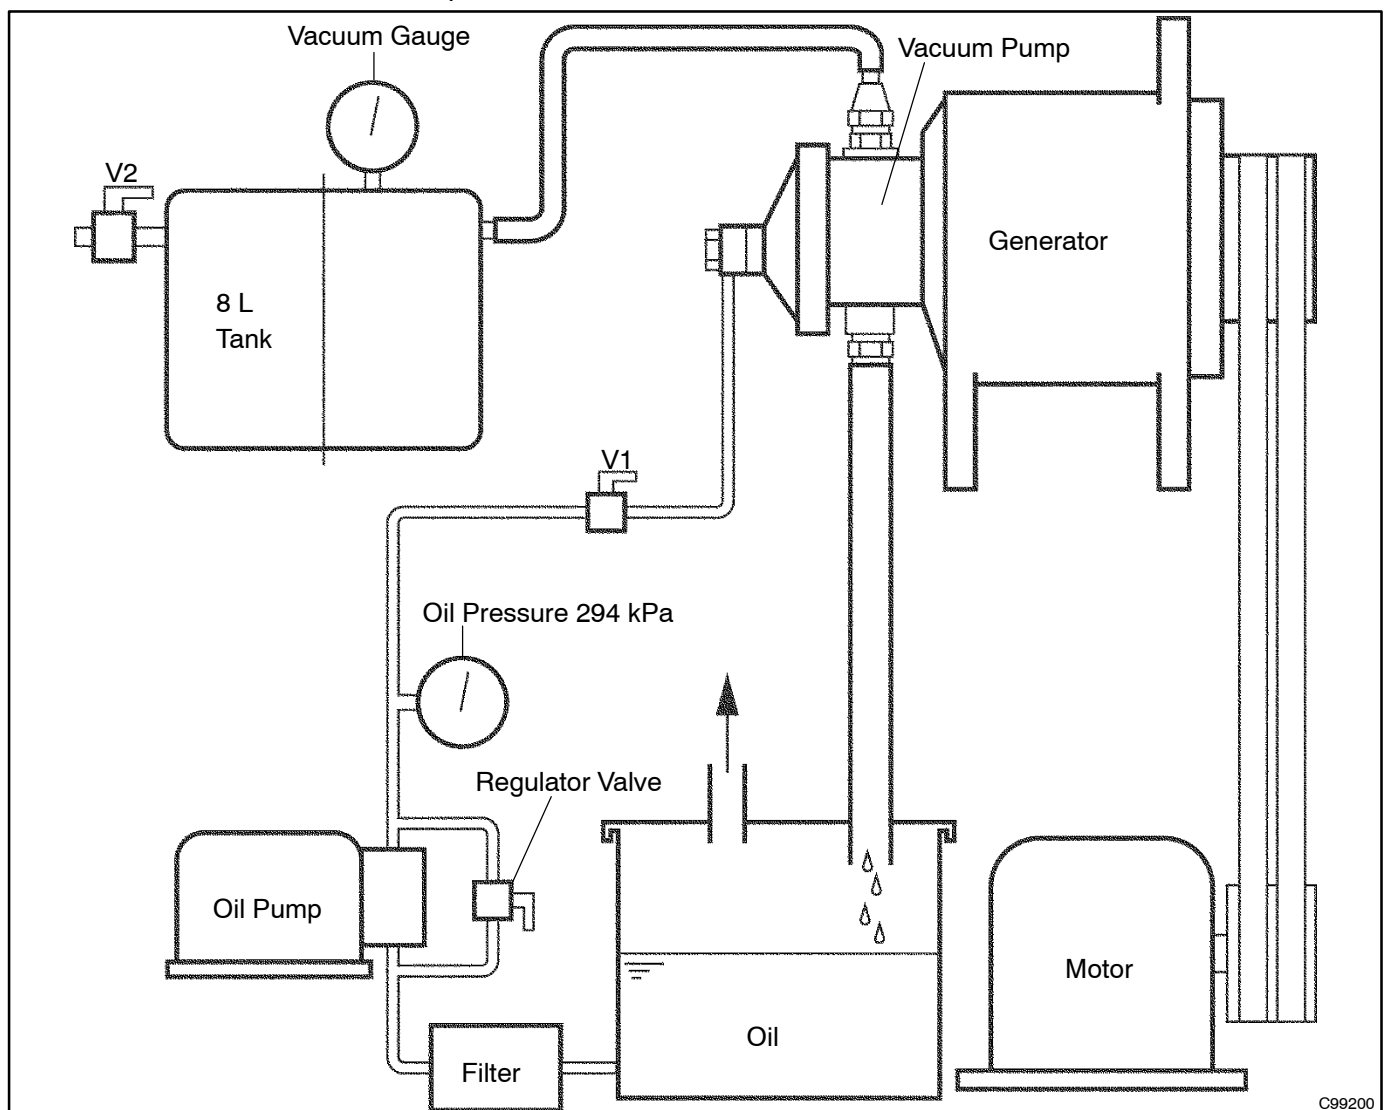 Vacuum Gauge
Vacuum Pump
V2
Generator
8 L
Tank
V1
Oil Pressure 294 kPa
Regulator Valve
Oil Pump
Motor
Oil
Filter
C99200